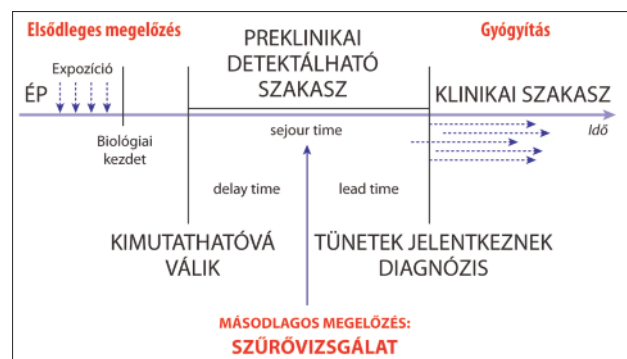 Elsődleges megelőzés
PREKLINIKAI
DETEKTÁLHATÓ
SZAKASZ
Gyógyítás
Expozíció
ÉP
KLINIKAI SZAKASZ
Biológiai
kezdet
sejour time
Idő
delay time
lead time
KIMUTATHATÓVÁ
VÁLIK
TÜNETEK JELENTKEZNEK
DIAGNÓZIS
MÁSODLAGOS MEGELŐZÉS:
SZŰRŐVIZSGÁLAT